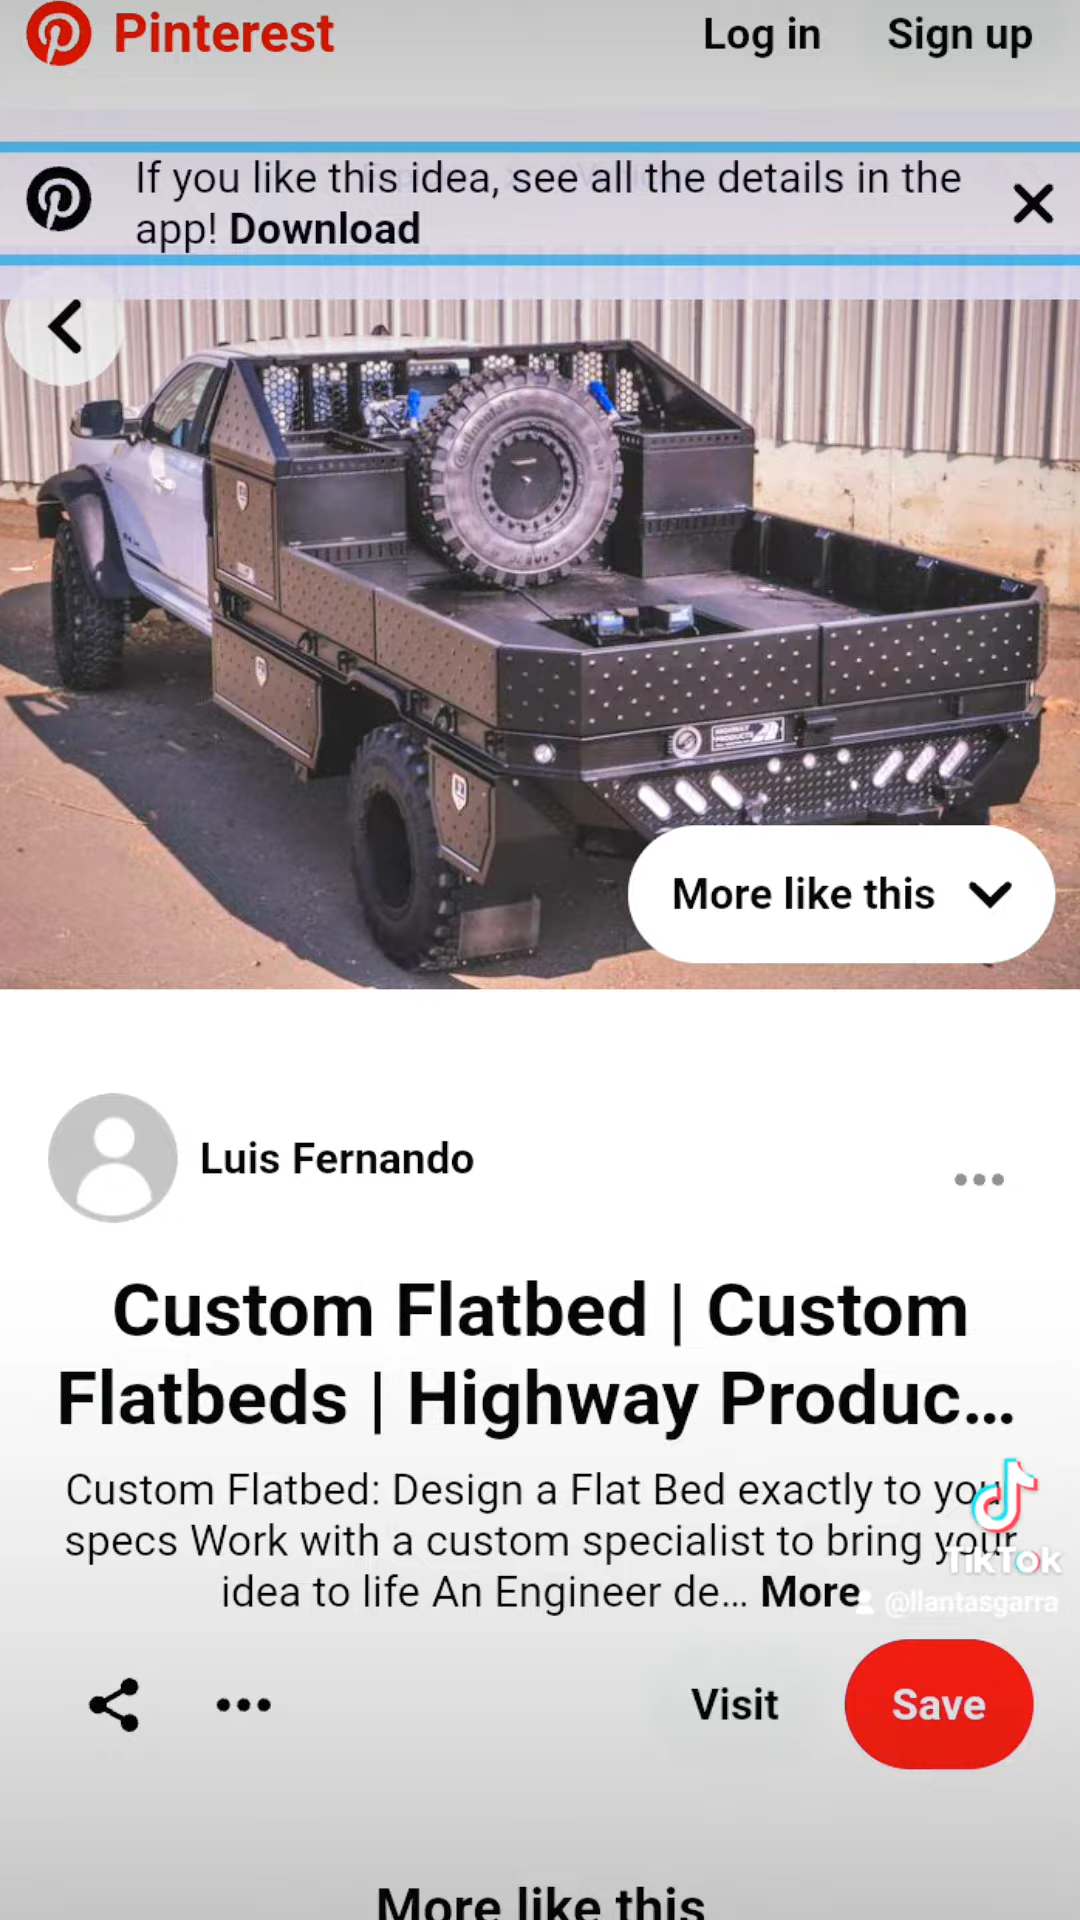 Pinterest
Log in
Sign up
If you like this idea, see all the details in the
app! Download
HIGHWAY
PRODUCTS
More like this
Luis Fernando
Custom Flatbed | Custom
Flatbeds | Highway Produc...
Custom Flatbed: Design a Flat Bed exactly to your
specs Work with a custom specialist to bring your
idea to life An Engineer de... More
TikTok
@llantasgarra
Visit
Save
More like this